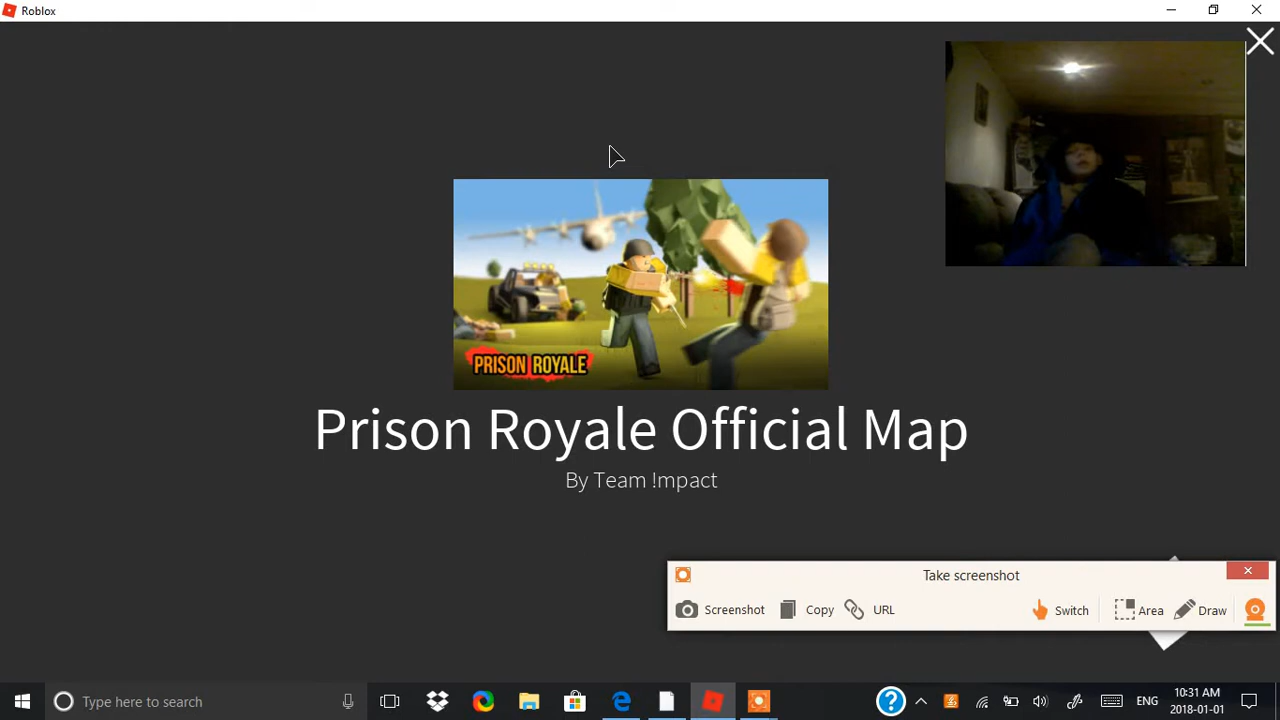 Roblox
PRISON ROYALE
Prison Royale Official Map
By Team !mpact
Take screenshot
Screenshot Copy URL Switch Area Draw
Type here to search
? ENG 10:31 AM
2018-01-01